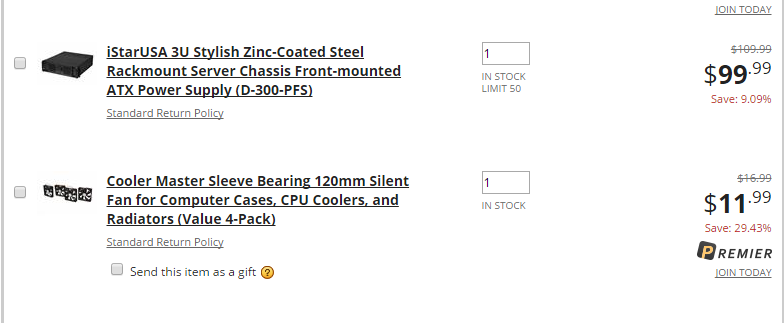 JOIN TODAY
iStarUSA 3U Stylish Zinc-Coated Steel
Rackmount Server Chassis Front-mounted
ATX Power Supply (D-300-PFS)
Standard Return Policy
1
IN STOCK
LIMIT 50
$109.99
$99.99
Save: 9.09%
Cooler Master Sleeve Bearing 120mm Silent
Fan for Computer Cases, CPU Coolers, and
Radiators (Value 4-Pack)
Standard Return Policy
Send this item as a gift ?
1
IN STOCK
$16.99
$11.99
Save: 29.43%
PREMIER
JOIN TODAY